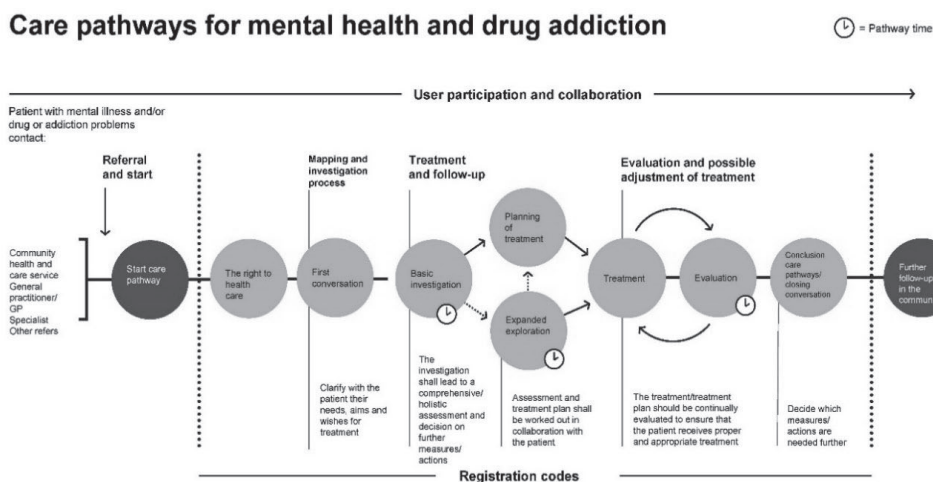 Care pathways for mental health and drug addiction
= Pathway time
User participation and collaboration
Patient with mental illness and/or
drug or addiction problems
contact:
Referral
and start
Mapping and
investigation
process
Treatment
and follow-up
Evaluation and possible
adjustment of treatment
Community
health and
care service
General
practitioner/
GP
Specialist
Other refers
Start care
pathway
The right to
health
care
First
conversation
Basic
investigation
Planning
of
treatment
Expanded
exploration
Treatment
Evaluation
Conclusion
care
pathways/
closing
conversation
Further
follow-up
in the
commun
Clarify with the
patient their
needs, aims and
wishes for
treatment
The
investigation
shall lead to a
comprehensive/
holistic
assessment and
decision on
further
measures/
actions
Assessment and
treatment plan shall
be worked out in
collaboration with
the patient
The treatment/treatment
plan should be continually
evaluated to ensure that
the patient receives proper
and appropriate treatment
Decide which
measures/
actions are
needed further
Registration codes